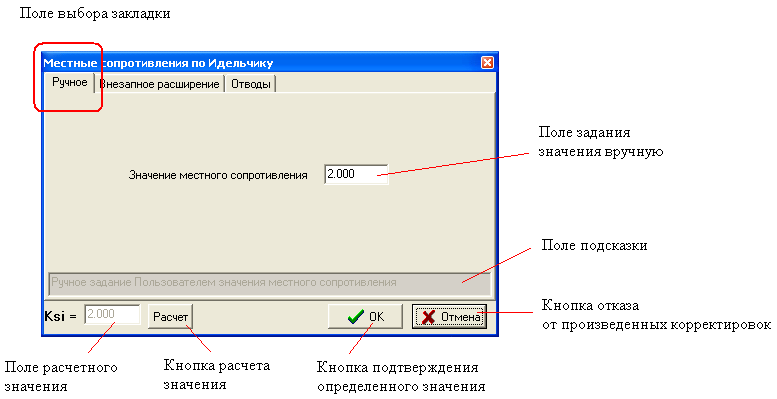 Поле выбора закладки
Местные сопротивления по Идельчику
Ручное Внезапное расширение Отводы
Поле задания
значения вручную
Значение местного сопротивления 2.000
Поле подсказки
Ручное задание Пользователем значения местного сопротивления
Ksi = 2.000 Расчет OK Отмена
Кнопка отказа
от произведенных корректировок
Поле расчетного
значения
Кнопка расчета
значения
Кнопка подтверждения
определенного значения